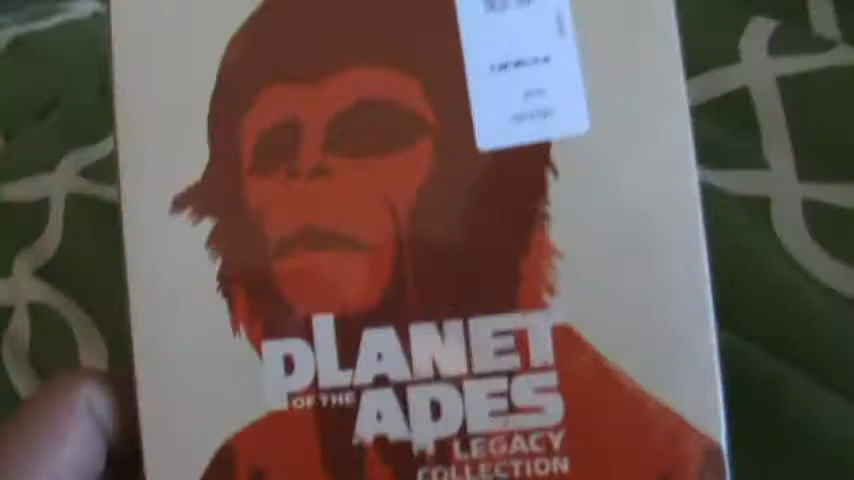 PLANET
OF THE APES
LEGACY
COLLECTION